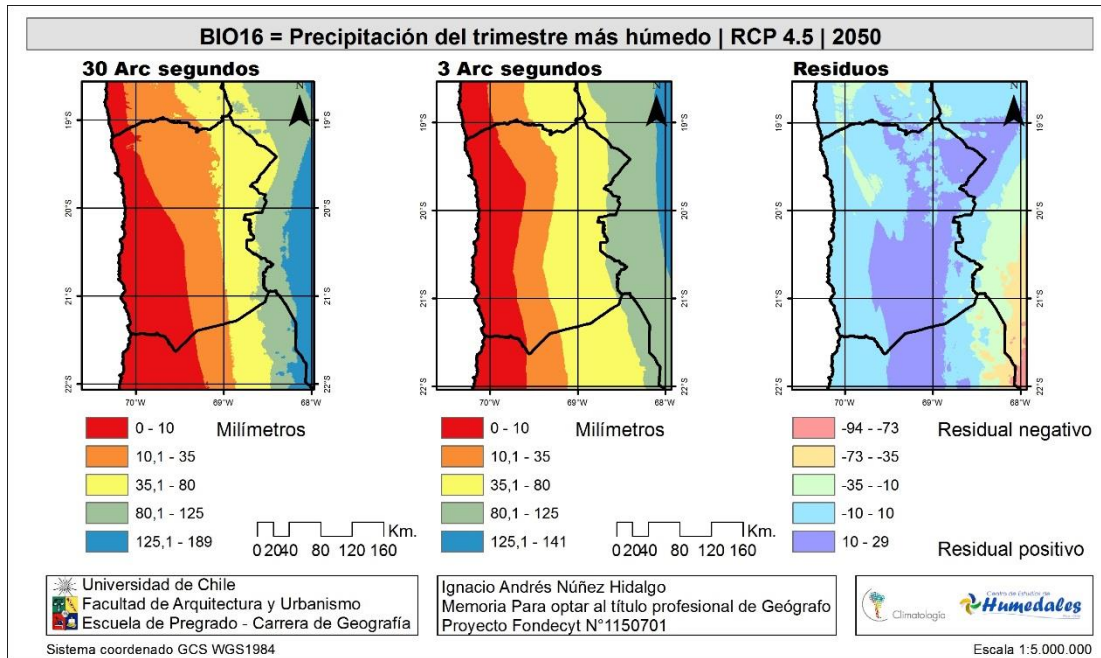 BIO16 = Precipitación del trimestre más húmedo | RCP 4.5 | 2050
30 Arc segundos
3 Arc segundos
Residuos
N
N
N
19°S
20°S
21°S
22°S
19°S
20°S
21°S
22°S
70°W
69°W
68°W
19°S
20°S
21°S
22°S
19°S
20°S
21°S
22°S
70°W
69°W
68°W
19°S
20°S
21°S
22°S
19°S
20°S
21°S
22°S
70°W
69°W
68°W
0 - 10
Milímetros
10,1 - 35
35,1 - 80
80,1 - 125
125,1 - 189
Km.
0 20 40 80 120 160
0 - 10
Milímetros
10,1 - 35
35,1 - 80
80,1 - 125
125,1 - 141
Km.
0 20 40 80 120 160
-94 - -73
Residual negativo
-73 - -35
-35 - -10
-10 - 10
10 - 29
Residual positivo
Universidad de Chile
Facultad de Arquitectura y Urbanismo
Escuela de Pregrado - Carrera de Geografía
Ignacio Andrés Núñez Hidalgo
Memoria Para optar al título profesional de Geógrafo
Proyecto Fondecyt N°1150701
Climatología
Centro de Estudios de
Humedales
Sistema coordenado GCS WGS1984
Escala 1:5.000.000